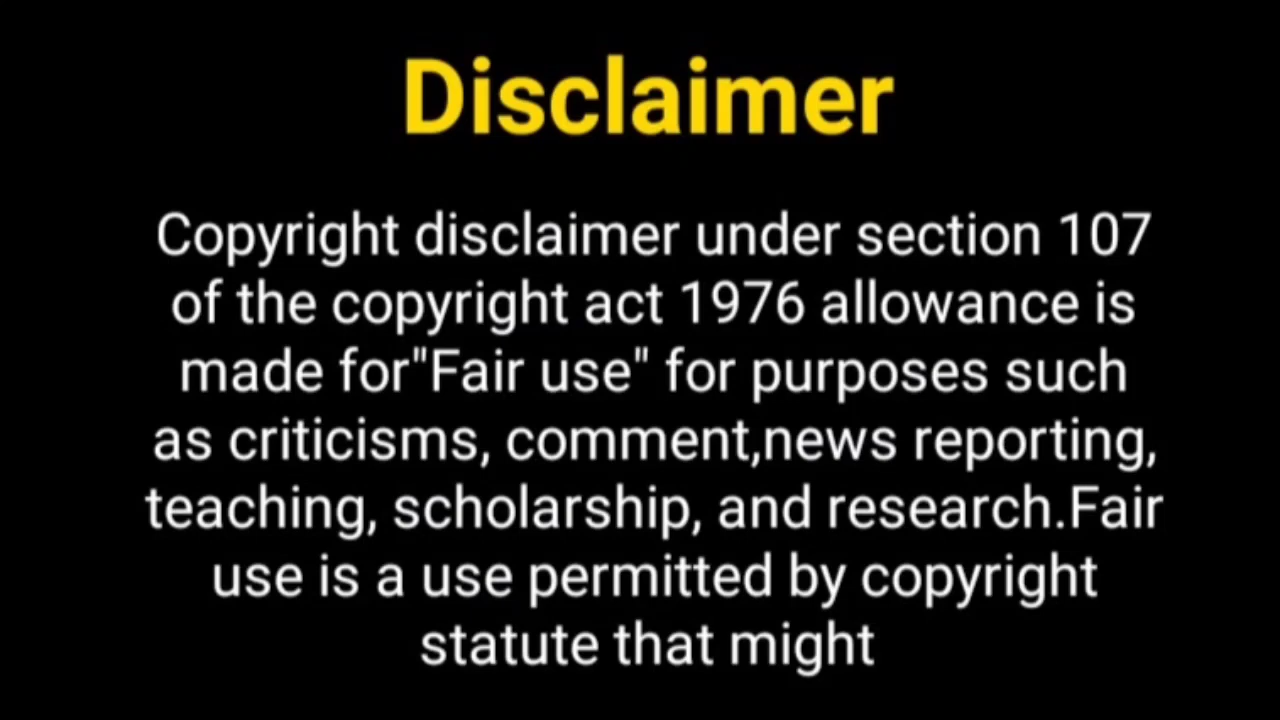 Disclaimer
Copyright disclaimer under section 107
of the copyright act 1976 allowance is
made for"Fair use" for purposes such
as criticisms, comment,news reporting,
teaching, scholarship, and research.Fair
use is a use permitted by copyright
statute that might